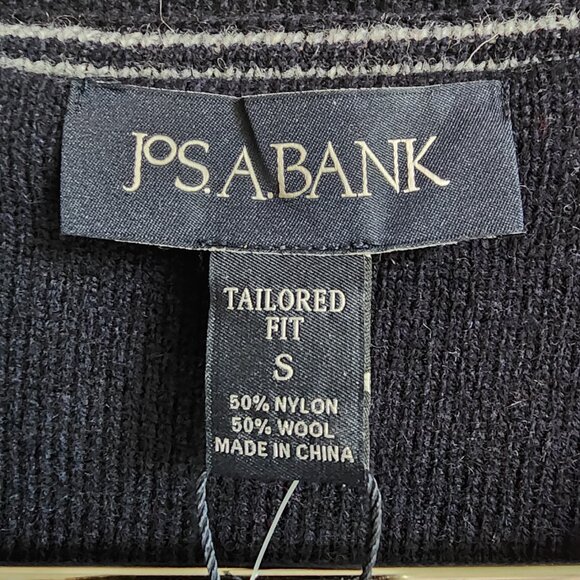 JOS. A. BANK
TAILORED
FIT
S
50% NYLON
50% WOOL
MADE IN CHINA